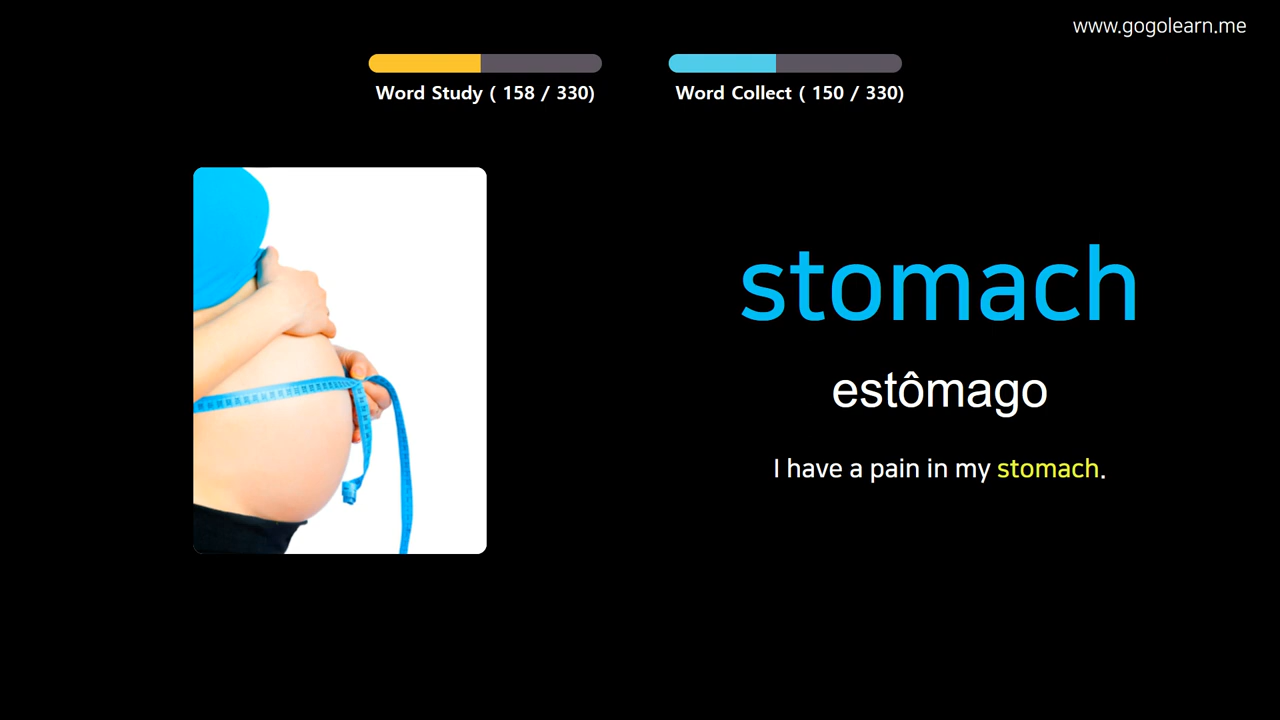 www.gogolearn.me
Word Study ( 158 / 330)
Word Collect ( 150 / 330)
stomach
estômago
I have a pain in my stomach.